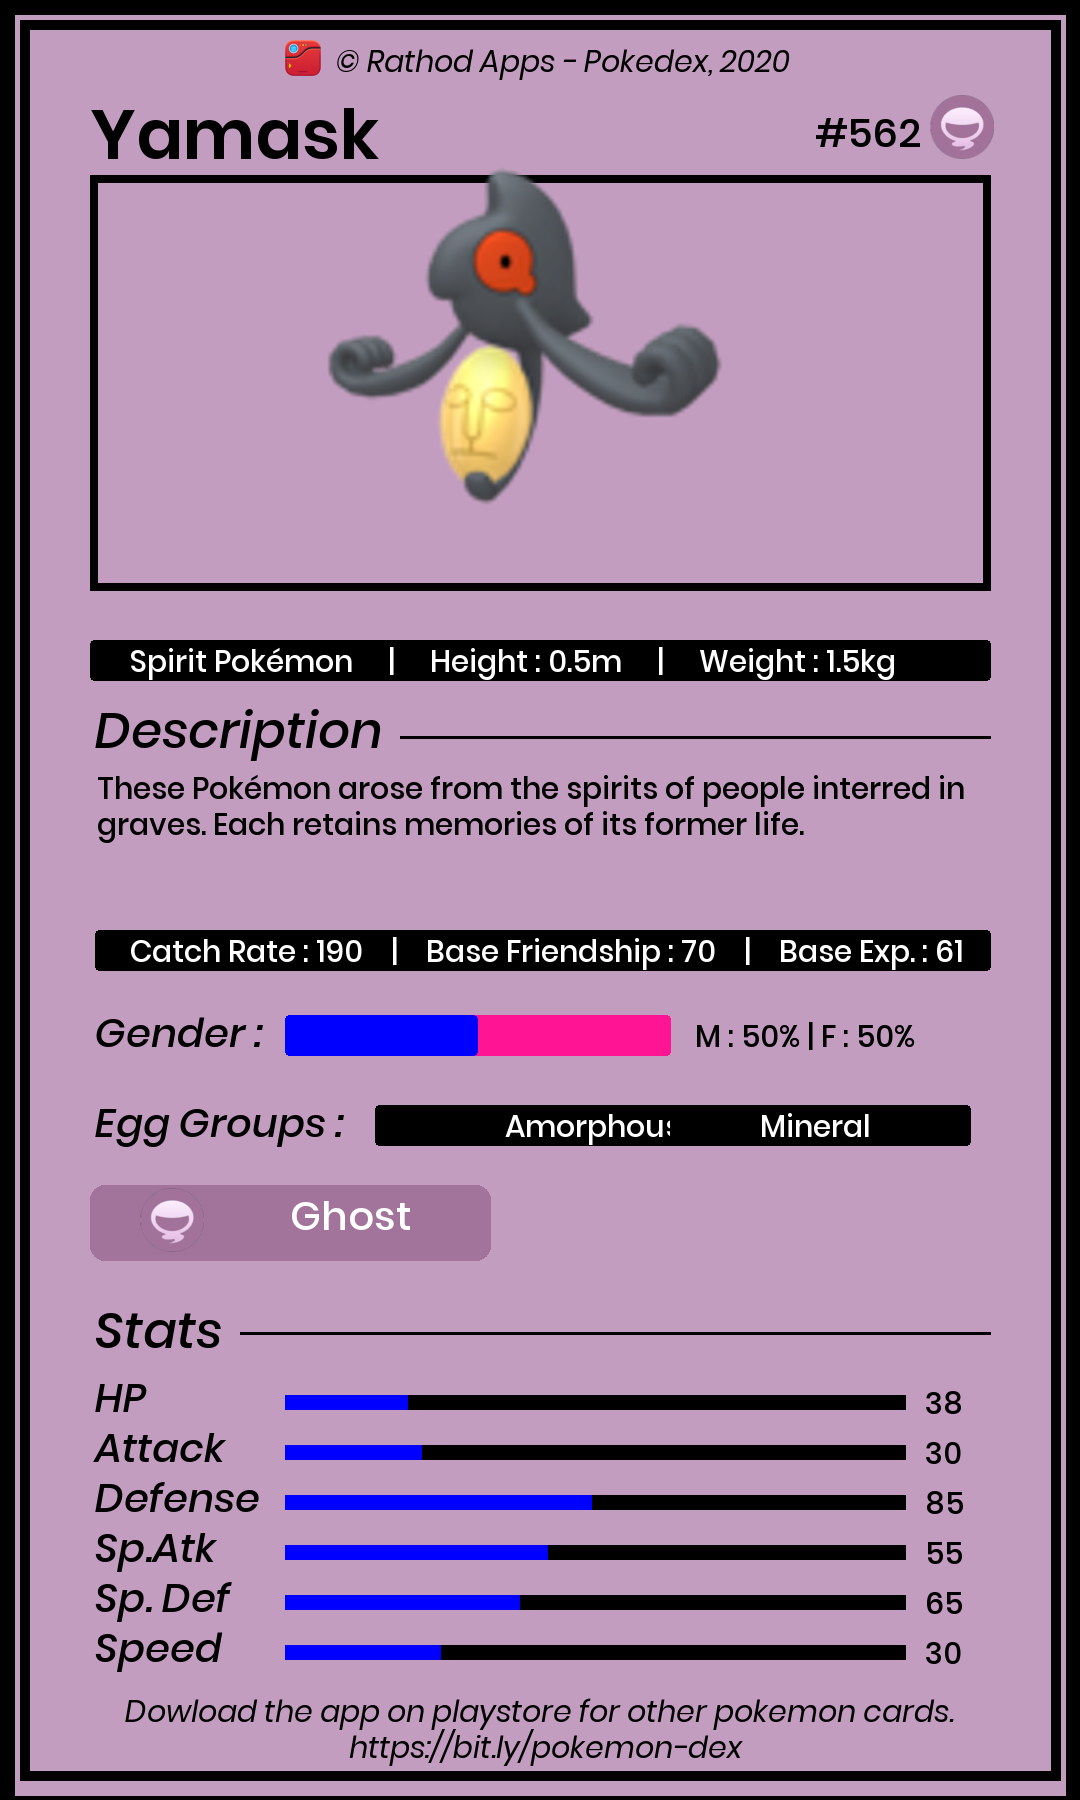 © Rathod Apps - Pokedex, 2020
Yamask #562
Spirit Pokémon | Height : 0.5m | Weight : 1.5kg
Description
These Pokémon arose from the spirits of people interred in
graves. Each retains memories of its former life.
Catch Rate : 190 | Base Friendship : 70 | Base Exp. : 61
Gender : M : 50% | F : 50%
Egg Groups : Amorphous Mineral
Ghost
Stats
HP 38
Attack 30
Defense 85
Sp.Atk 55
Sp. Def 65
Speed 30
Dowload the app on playstore for other pokemon cards.
https://bit.ly/pokemon-dex